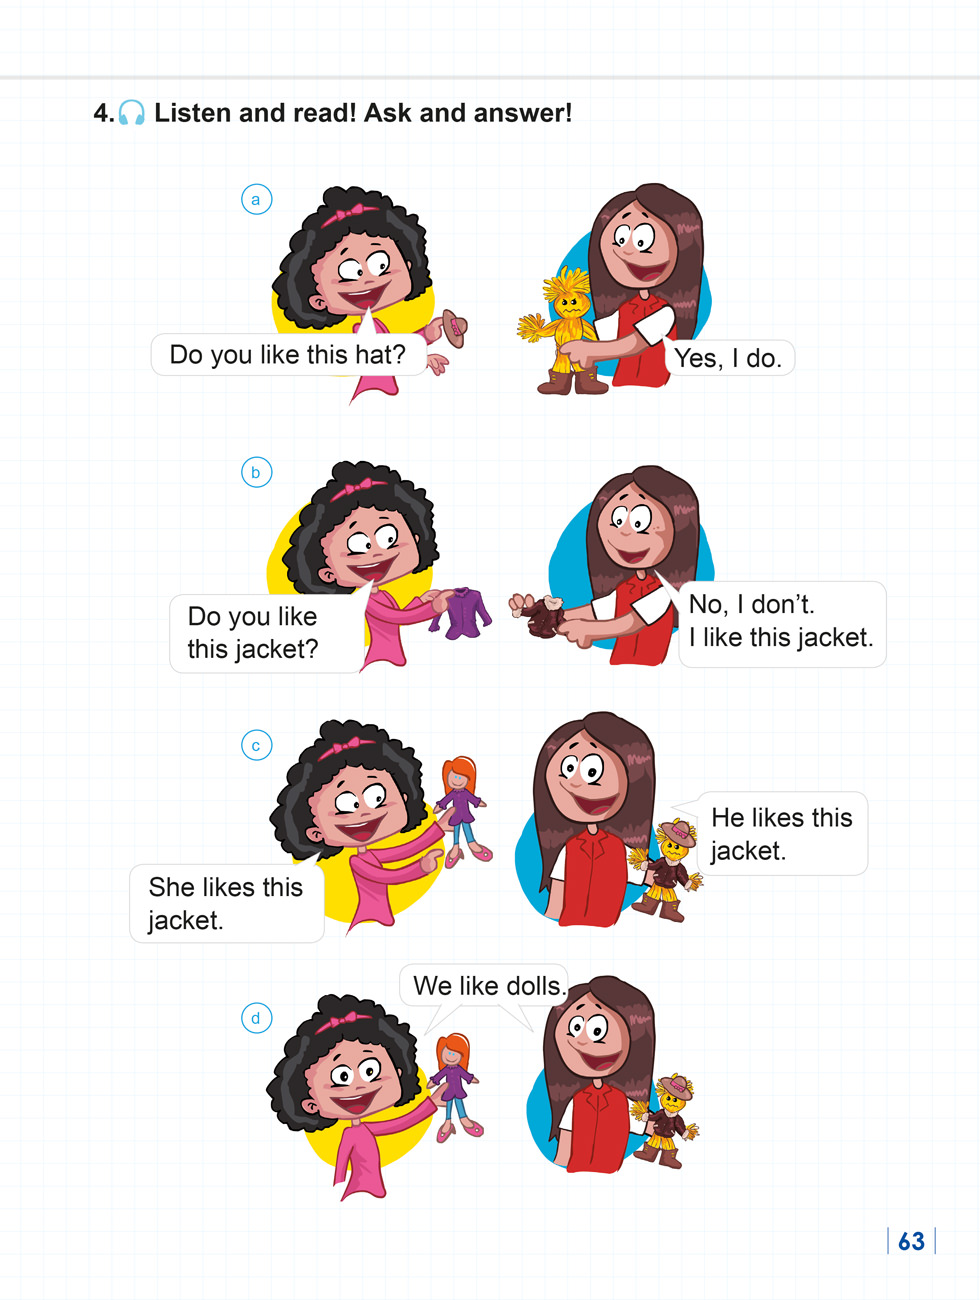 4. Listen and read! Ask and answer!
a
Do you like this hat?
Yes, I do.
b
Do you like
this jacket?
No, I don't.
I like this jacket.
c
He likes this
jacket.
She likes this
jacket.
We like dolls.
d
63